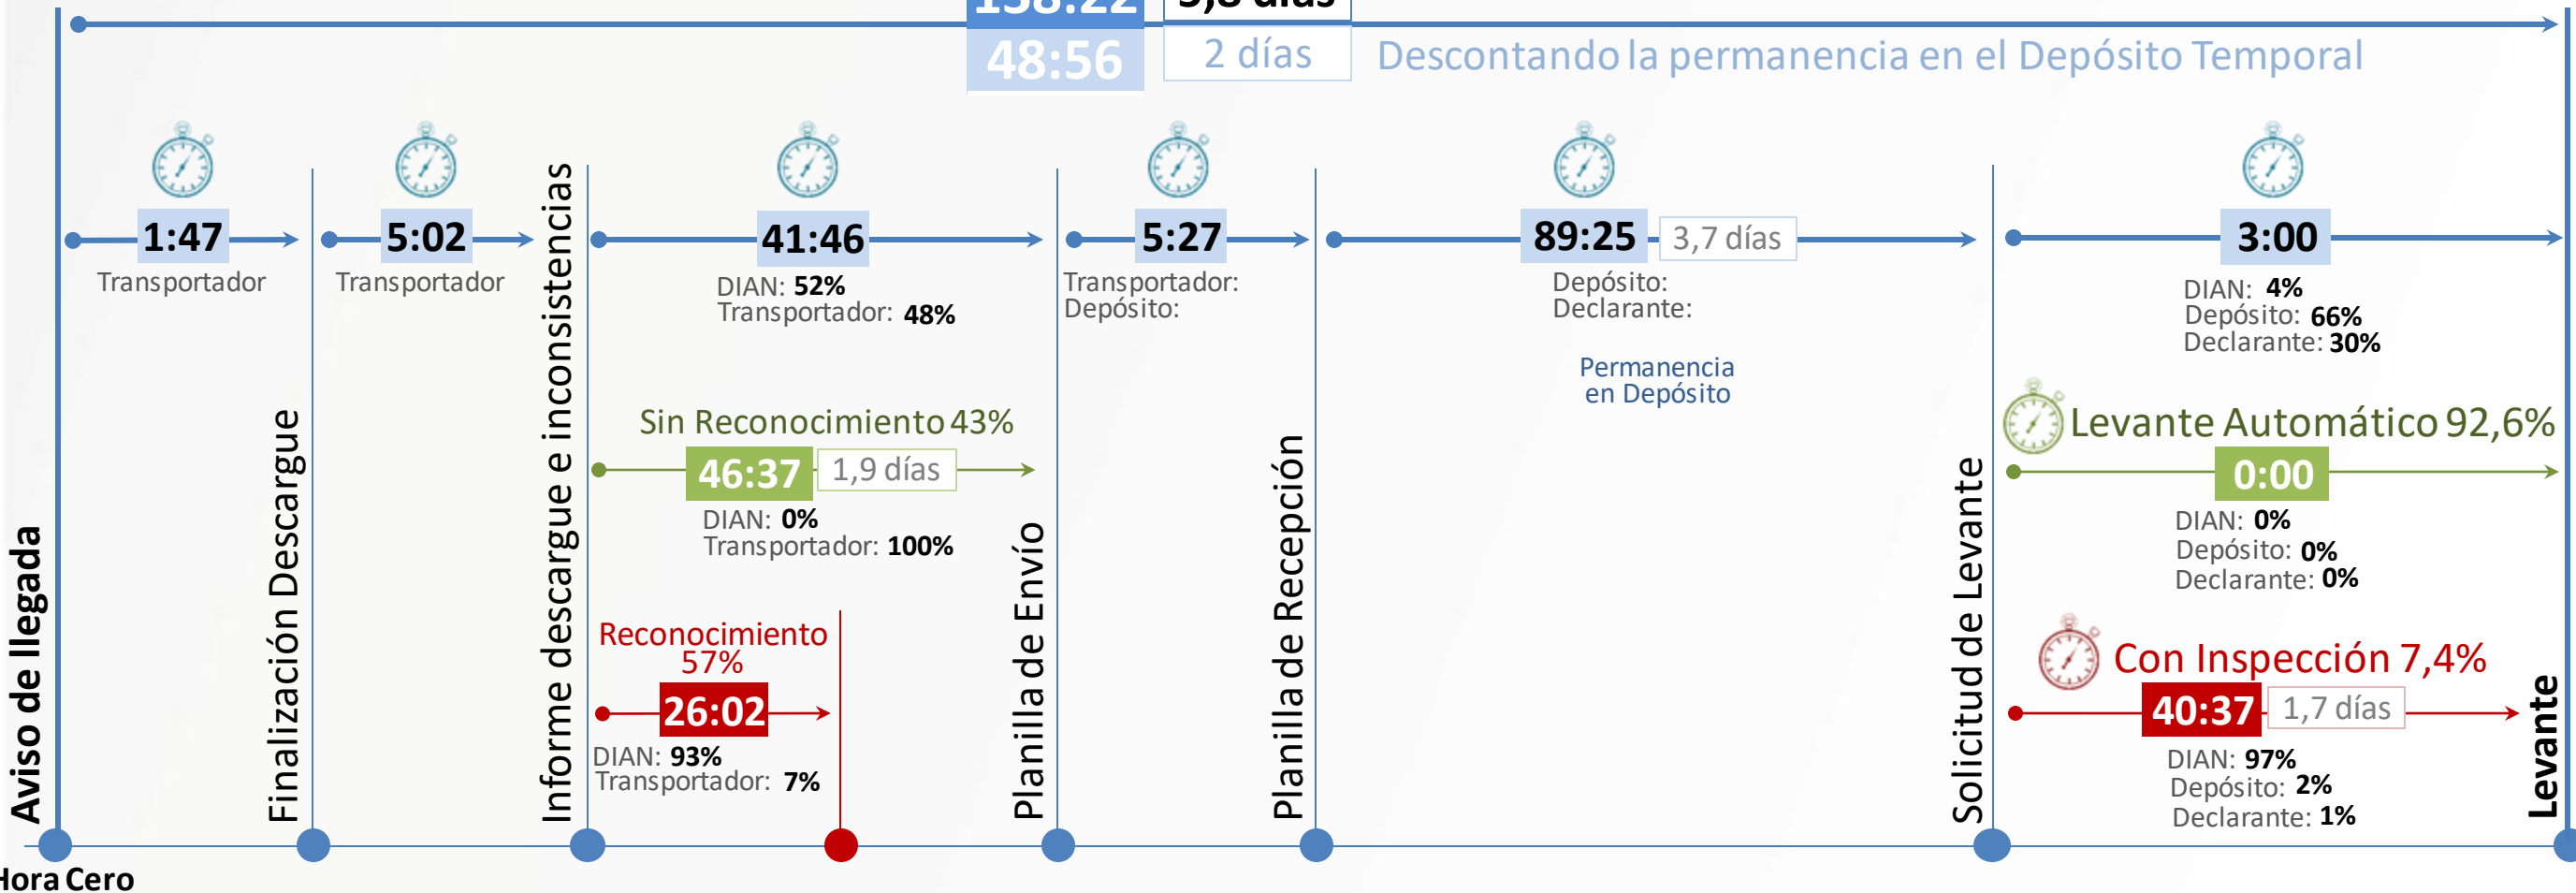 138:22
5,8 días
48:56
2 días
Descontando la permanencia en el Depósito Temporal
1:47
Transportador
5:02
Transportador
41:46
DIAN: 52%
Transportador: 48%
5:27
Transportador:
Depósito:
89:25
3,7 días
Depósito:
Declarante:
Permanencia
en Depósito
3:00
DIAN: 4%
Depósito: 66%
Declarante: 30%
Sin Reconocimiento 43%
46:37
1,9 días
DIAN: 0%
Transportador: 100%
Reconocimiento
57%
26:02
DIAN: 93%
Transportador: 7%
Levante Automático 92,6%
0:00
DIAN: 0%
Depósito: 0%
Declarante: 0%
Con Inspección 7,4%
40:37
1,7 días
DIAN: 97%
Depósito: 2%
Declarante: 1%
Aviso de llegada
Finalización Descargue
Informe descargue e inconsistencias
Planilla de Envío
Planilla de Recepción
Solicitud de Levante
Levante
Hora Cero